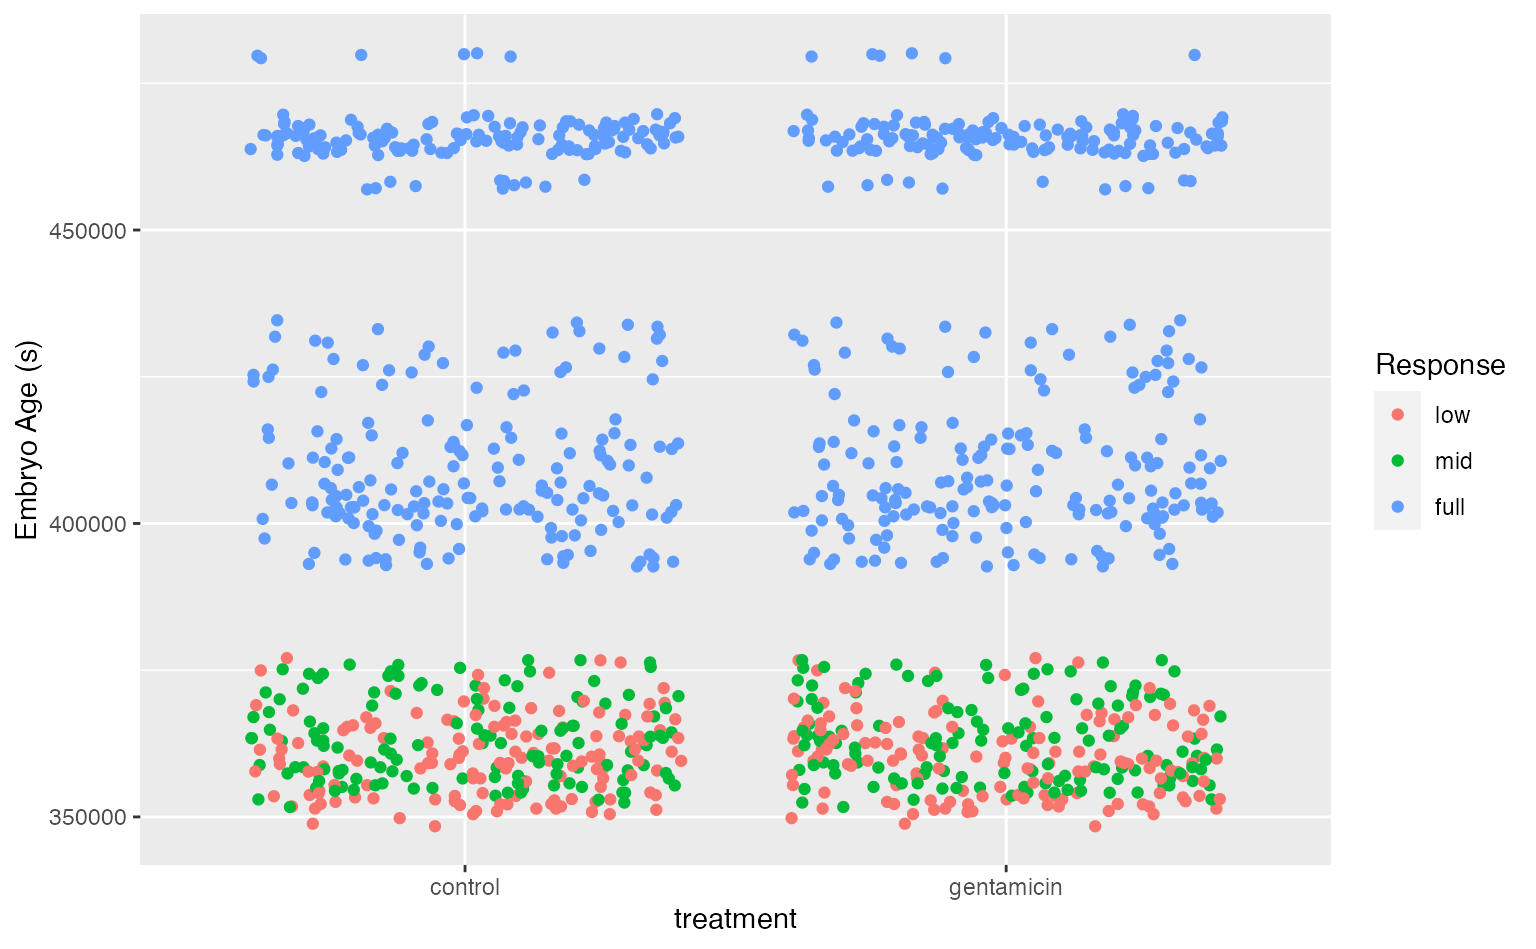 Embryo Age (s)
450000
400000
350000
control
gentamicin
treatment
Response
low
mid
full